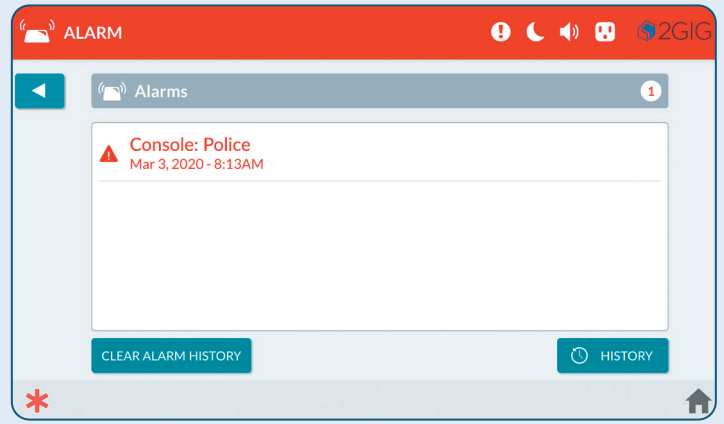 ALARM
2GIG
Alarms
1
Console: Police
Mar 3, 2020 - 8:13AM
CLEAR ALARM HISTORY
HISTORY